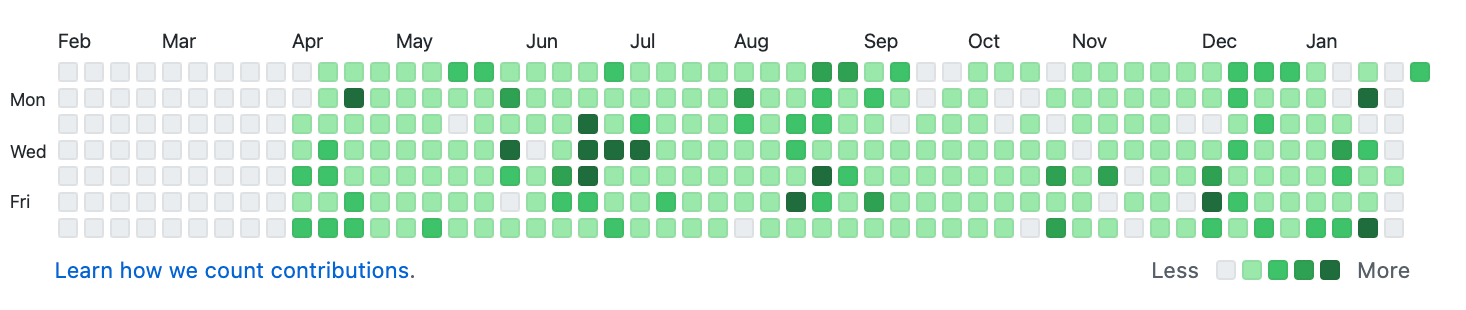 Feb Mar Apr May Jun Jul Aug Sep Oct Nov Dec Jan
Mon
Wed
Fri
Learn how we count contributions.
Less More